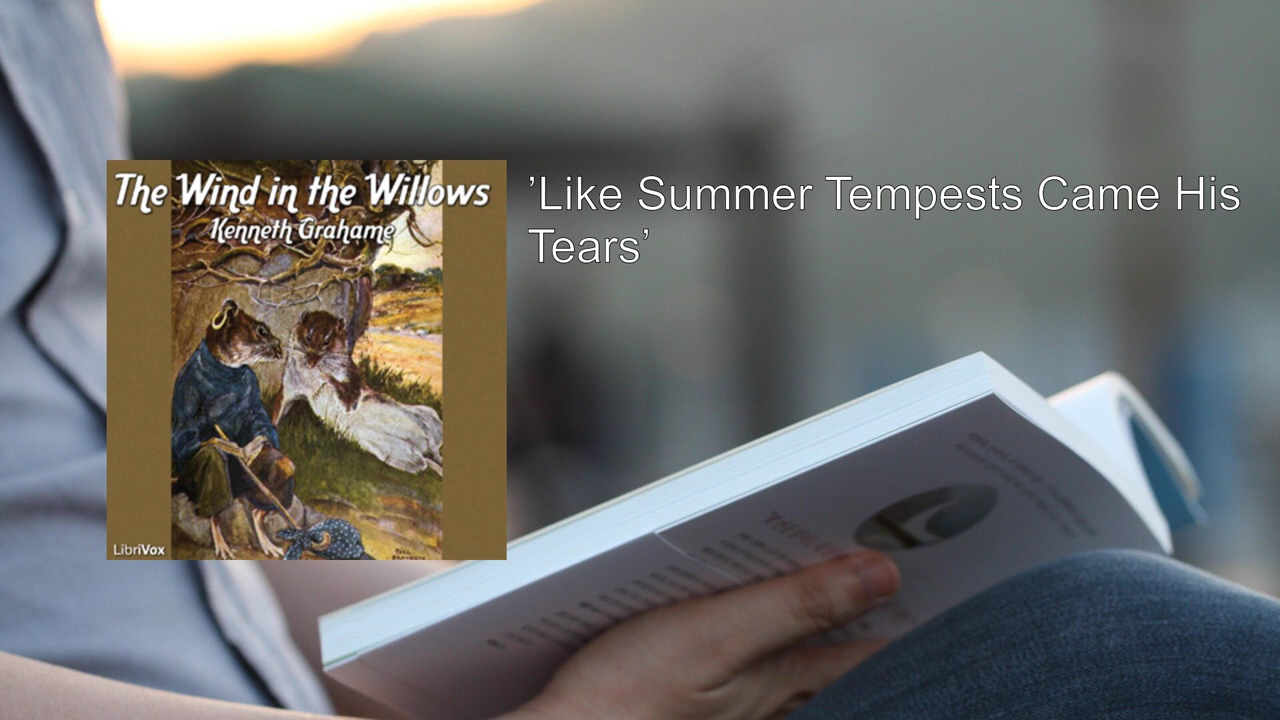 The Wind in the Willows
Kenneth Grahame
LibriVox
’Like Summer Tempests Came His
Tears’